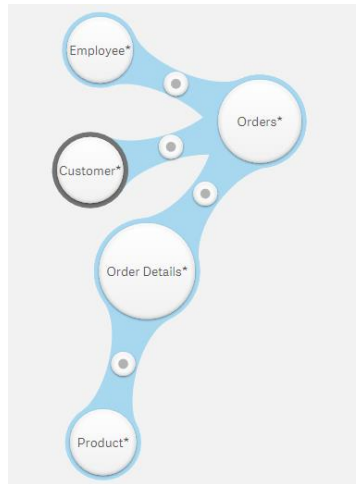 Employee*
Orders*
Customer*
Order Details*
Product*